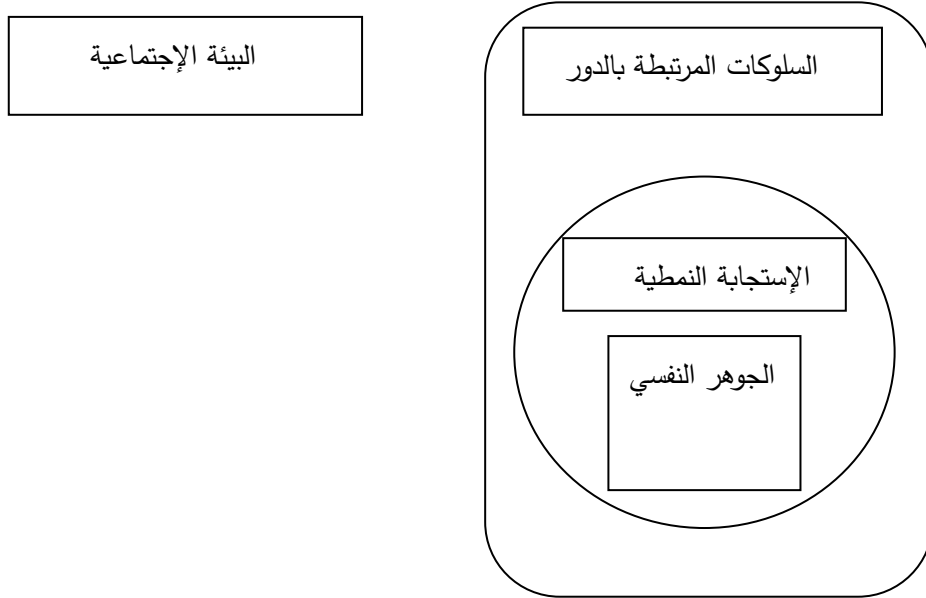 السلوكات المرتبطة بالدور
البيئة الإجتماعية
الإستجابة النمطية
الجوهر النفسي